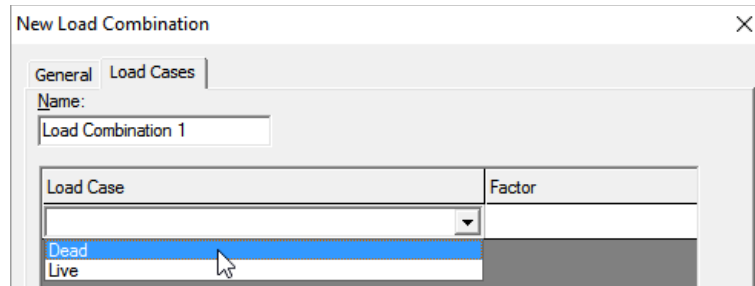 New Load Combination
General Load Cases
Name:
Load Combination 1
Load Case Factor
Dead
Live